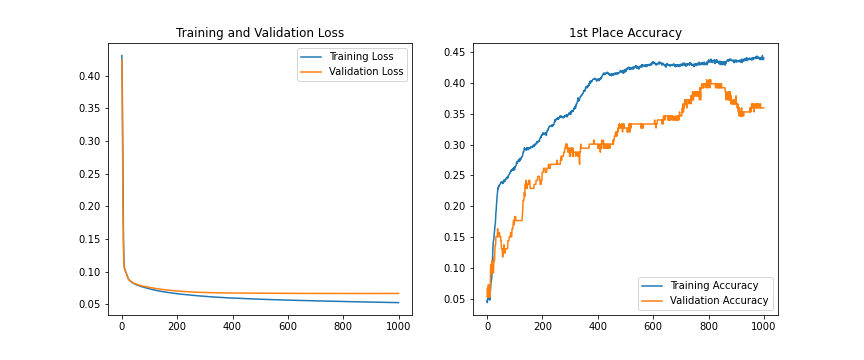 Training and Validation Loss
Training Loss
Validation Loss
0.40
0.35
0.30
0.25
0.20
0.15
0.10
0.05
0 200 400 600 800 1000
1st Place Accuracy
0.45
0.40
0.35
0.30
0.25
0.20
0.15
0.10
0.05
Training Accuracy
Validation Accuracy
0 200 400 600 800 1000